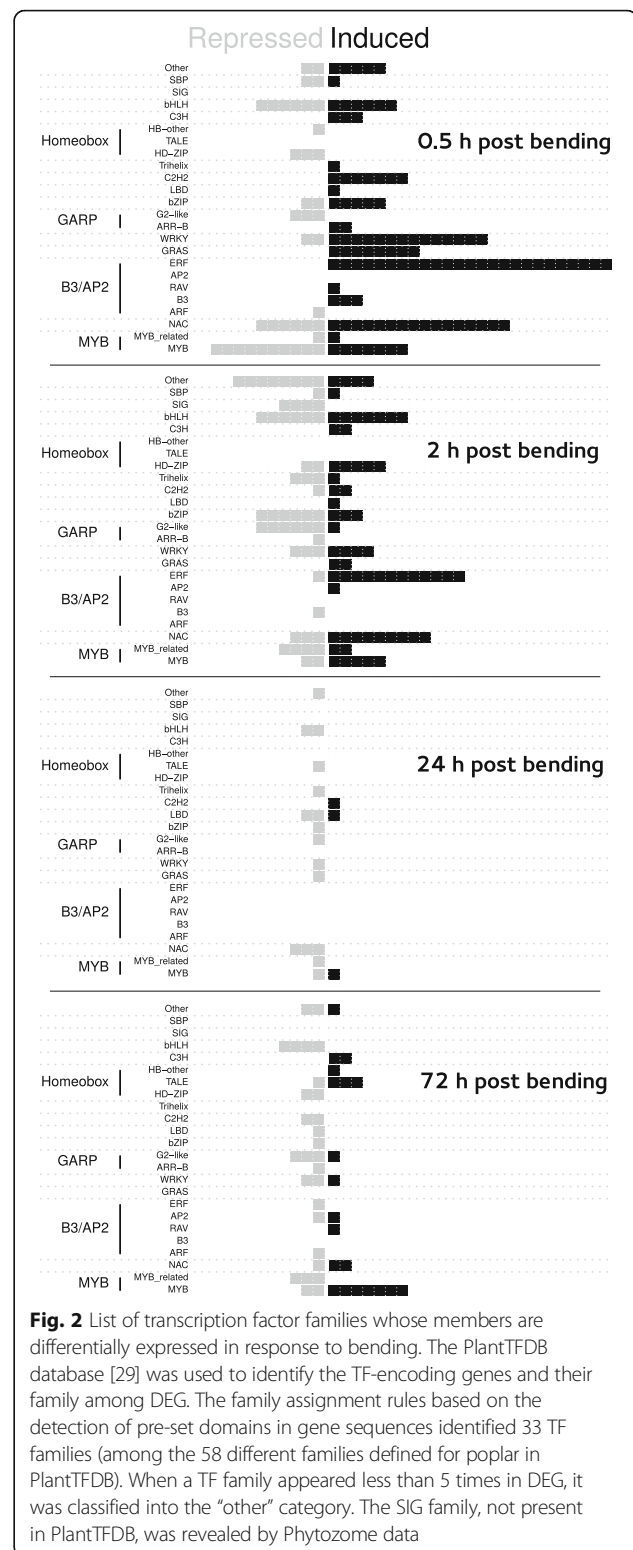 Repressed Induced
Other
SBP
SIG
bHLH
C3H
HB−other
Homeobox
TALE
0.5 h post bending
HD−ZIP
Trihelix
C2H2
LBD
bZIP
G2−like
GARP
ARR−B
WRKY
GRAS
ERF
AP2
B3/AP2
RAV
B3
ARF
NAC
MYB_related
MYB
MYB
Other
SBP
SIG
bHLH
C3H
HB−other
Homeobox
TALE
2 h post bending
HD−ZIP
Trihelix
C2H2
LBD
bZIP
G2−like
GARP
ARR−B
WRKY
GRAS
ERF
AP2
B3/AP2
RAV
B3
ARF
NAC
MYB_related
MYB
MYB
Other
SBP
SIG
bHLH
C3H
HB−other
Homeobox
TALE
24 h post bending
HD−ZIP
Trihelix
C2H2
LBD
bZIP
G2−like
GARP
ARR−B
WRKY
GRAS
ERF
AP2
B3/AP2
RAV
B3
ARF
NAC
MYB_related
MYB
MYB
Other
SBP
SIG
bHLH
C3H
HB−other
Homeobox
TALE
72 h post bending
HD−ZIP
Trihelix
C2H2
LBD
bZIP
G2−like
GARP
ARR−B
WRKY
GRAS
ERF
AP2
B3/AP2
RAV
B3
ARF
NAC
MYB_related
MYB
MYB
Fig. 2 List of transcription factor families whose members are
differentially expressed in response to bending. The PlantTFDB
database [29] was used to identify the TF-encoding genes and their
family among DEG. The family assignment rules based on the
detection of pre-set domains in gene sequences identified 33 TF
families (among the 58 different families defined for poplar in
PlantTFDB). When a TF family appeared less than 5 times in DEG, it
was classified into the “other” category. The SIG family, not present
in PlantTFDB, was revealed by Phytozome data